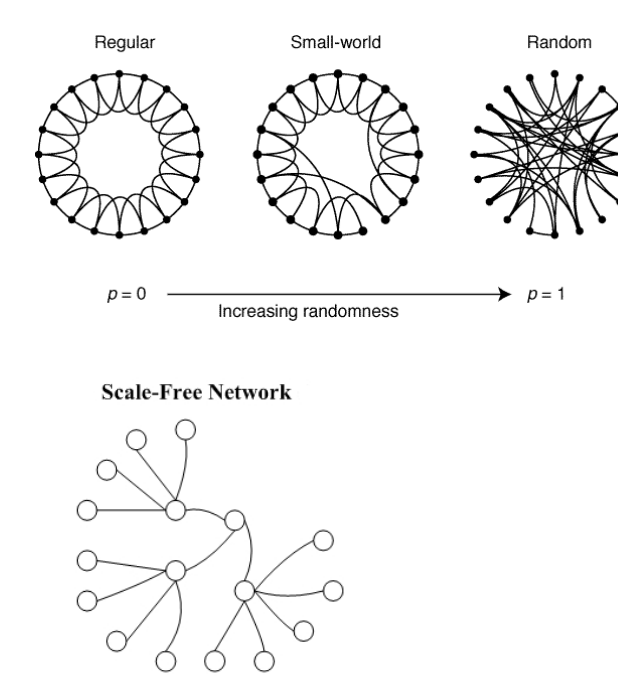 Regular Small-world Random
p = 0 p = 1
Increasing randomness
Scale-Free Network